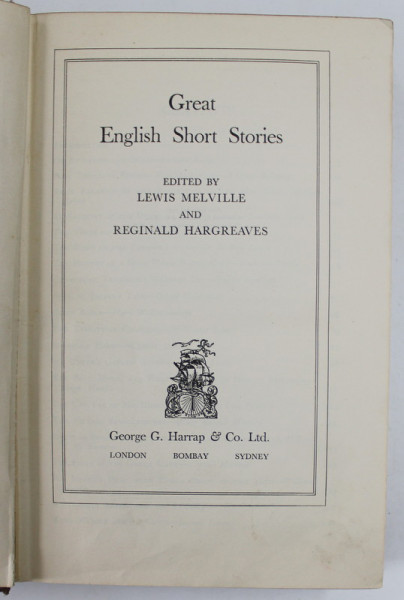 Great
English Short Stories
EDITED BY
LEWIS MELVILLE
AND
REGINALD HARGREAVES
George G. Harrap & Co. Ltd.
LONDON BOMBAY SYDNEY